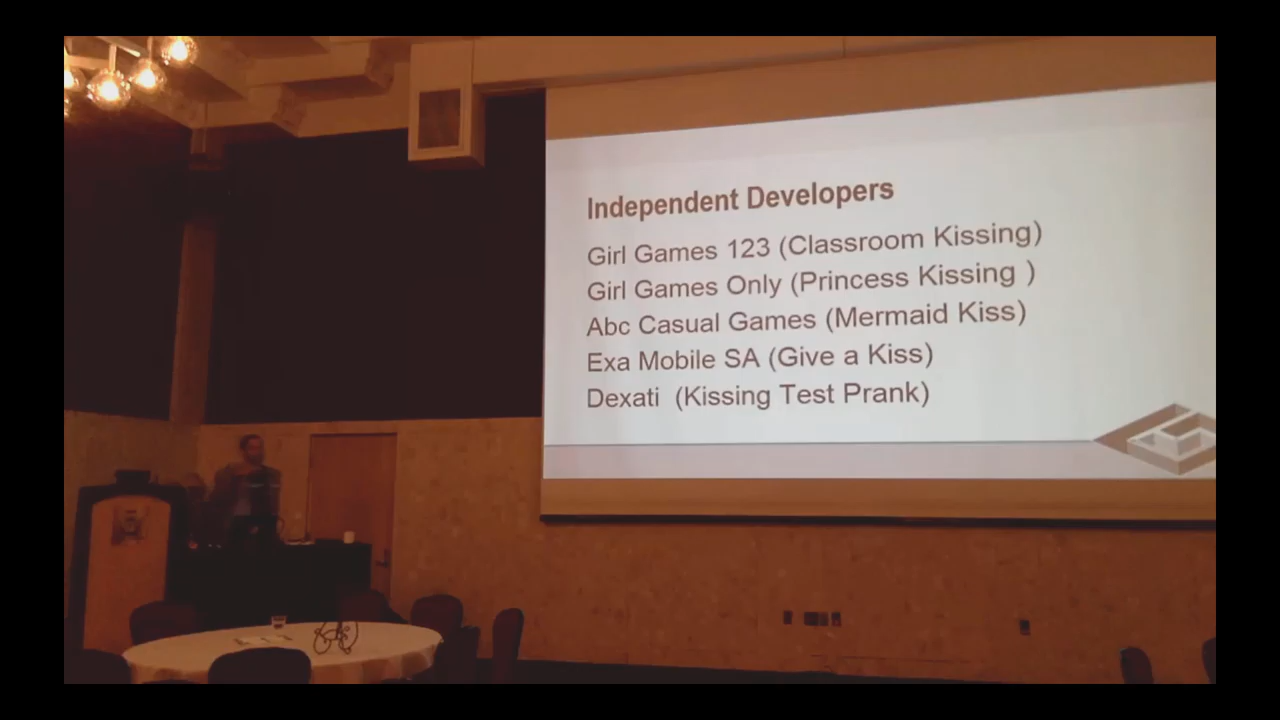 Independent Developers
Girl Games 123 (Classroom Kissing)
Girl Games Only (Princess Kissing )
Abc Casual Games (Mermaid Kiss)
Exa Mobile SA (Give a Kiss)
Dexati  (Kissing Test Prank)